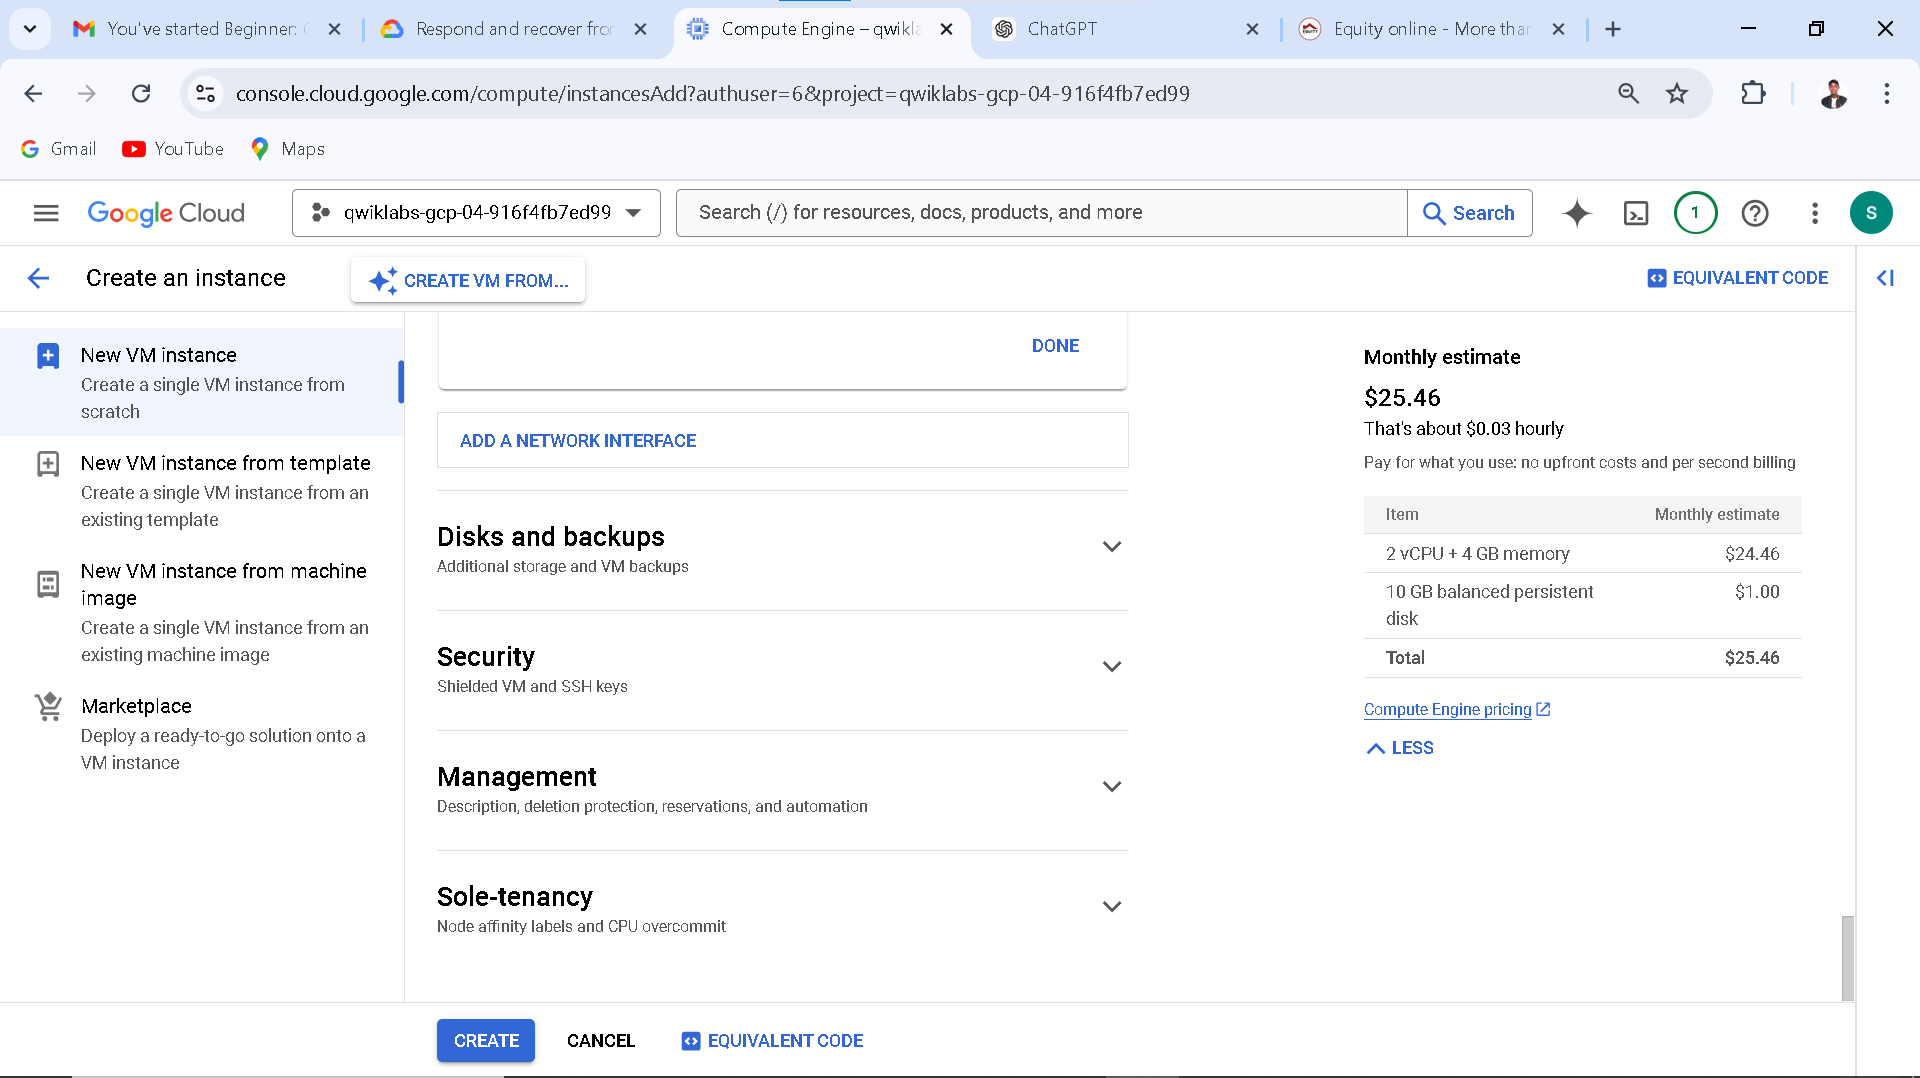 You've started Beginner:
Respond and recover from
Compute Engine – qwikla
ChatGPT
Equity online - More than
console.cloud.google.com/compute/instancesAdd?authuser=6&project=qwiklabs-gcp-04-916f4fb7ed99
Gmail
YouTube
Maps
Google Cloud
qwiklabs-gcp-04-916f4fb7ed99
Search (/) for resources, docs, products, and more
Search
1
S
Create an instance
CREATE VM FROM...
EQUIVALENT CODE
New VM instance
Create a single VM instance from
scratch
New VM instance from template
Create a single VM instance from an
existing template
New VM instance from machine
image
Create a single VM instance from an
existing machine image
Marketplace
Deploy a ready-to-go solution onto a
VM instance
DONE
ADD A NETWORK INTERFACE
Disks and backups
Additional storage and VM backups
Security
Shielded VM and SSH keys
Management
Description, deletion protection, reservations, and automation
Sole-tenancy
Node affinity labels and CPU overcommit
Monthly estimate
$25.46
That's about $0.03 hourly
Pay for what you use: no upfront costs and per second billing
Item Monthly estimate
2 vCPU + 4 GB memory $24.46
10 GB balanced persistent $1.00
disk
Total $25.46
Compute Engine pricing
LESS
CREATE
CANCEL
EQUIVALENT CODE